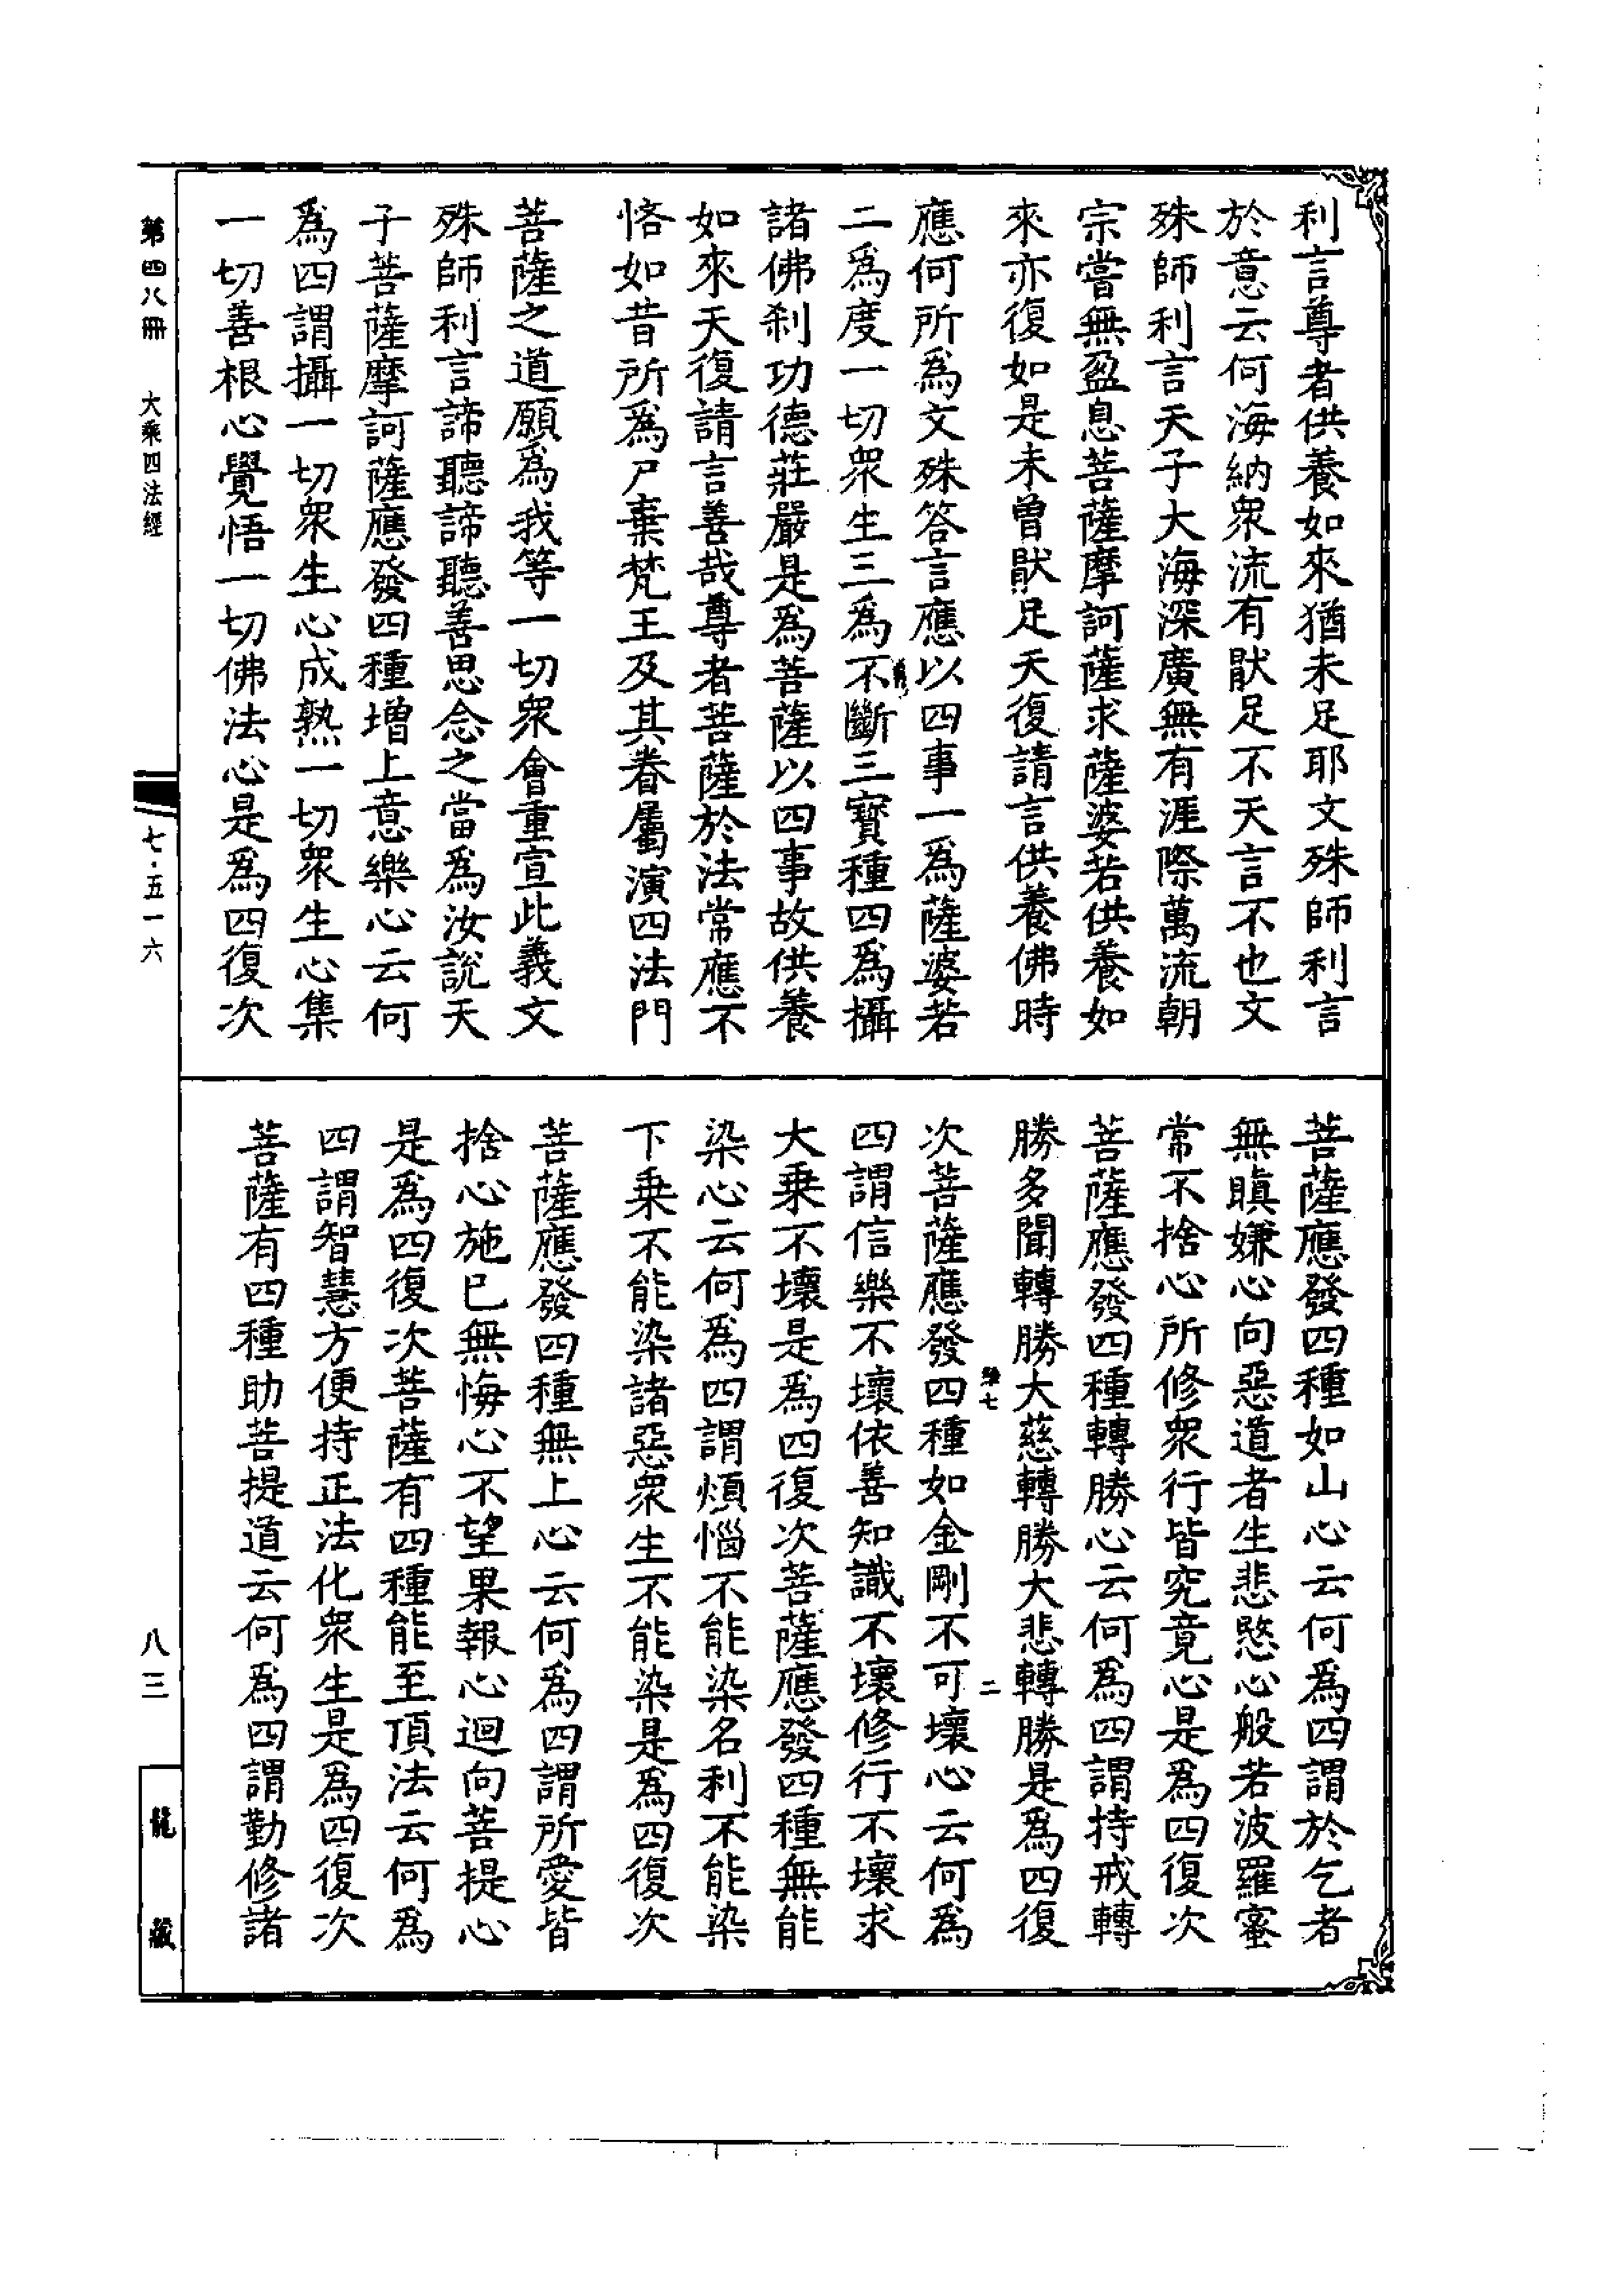 利言尊者供養如來猶未足耶文殊師利言
於意云何海納衆流有猒足不天言不也文
殊師利言天子大海深廣無有涯際萬流朝
宗嘗無盈息菩薩摩訶薩求薩婆若供養如
來亦復如是未曾猒足天復請言供養佛時
應何所爲文殊答言應以四事一爲薩婆若
二爲度一切衆生三爲不斷三寳種四爲攝
諸佛刹功德莊嚴是爲菩薩以四事故供養
如來天復請言善哉尊者菩薩於法常應不
悋如昔所爲尸棄梵王及其眷屬演四法門
菩薩之道願爲我等一切衆會重宣此義文
殊師利言諦聽諦聽善思念之當爲汝說天
子菩薩摩訶薩應發四種增上意樂心云何
爲四謂攝一切衆生心成熟一切衆生心集
一切善根心覺悟一切佛法心是爲四復次
菩薩應發四種如山心云何爲四謂於乞者
無瞋嫌心向惡道者生悲愍心般若波羅蜜
常不捨心所修衆行皆究竟心是爲四復次
菩薩應發四種轉勝心云何爲四謂持戒轉
勝多聞轉勝大慈轉勝大悲轉勝是爲四復
二
次菩薩應發四種如金剛不可壞心云何爲
四謂信樂不壞依善知識不壞修行不壞求
大乗不壞是爲四復次菩薩應發四種無能
染心云何爲四謂煩惱不能染名利不能染
下乗不能染諸惡衆生不能染是爲四復次
菩薩應發四種無上心云何爲四謂所愛皆
捨心施已無悔心不望果報心迴向菩提心
是爲四復次菩薩有四種能至頂法云何爲
四謂智慧方便持正法化衆生是爲四復次
菩薩有四種助菩提道云何爲四謂勤修諸
第四八冊 大乘四法經
七·五一六
八三
龍藏